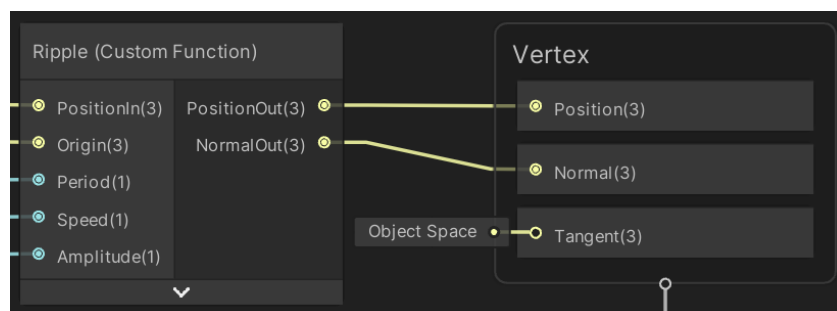 Ripple (Custom Function)
PositionIn(3)
PositionOut(3)
Origin(3)
NormalOut(3)
Period(1)
Speed(1)
Amplitude(1)
Vertex
Position(3)
Normal(3)
Object Space
Tangent(3)